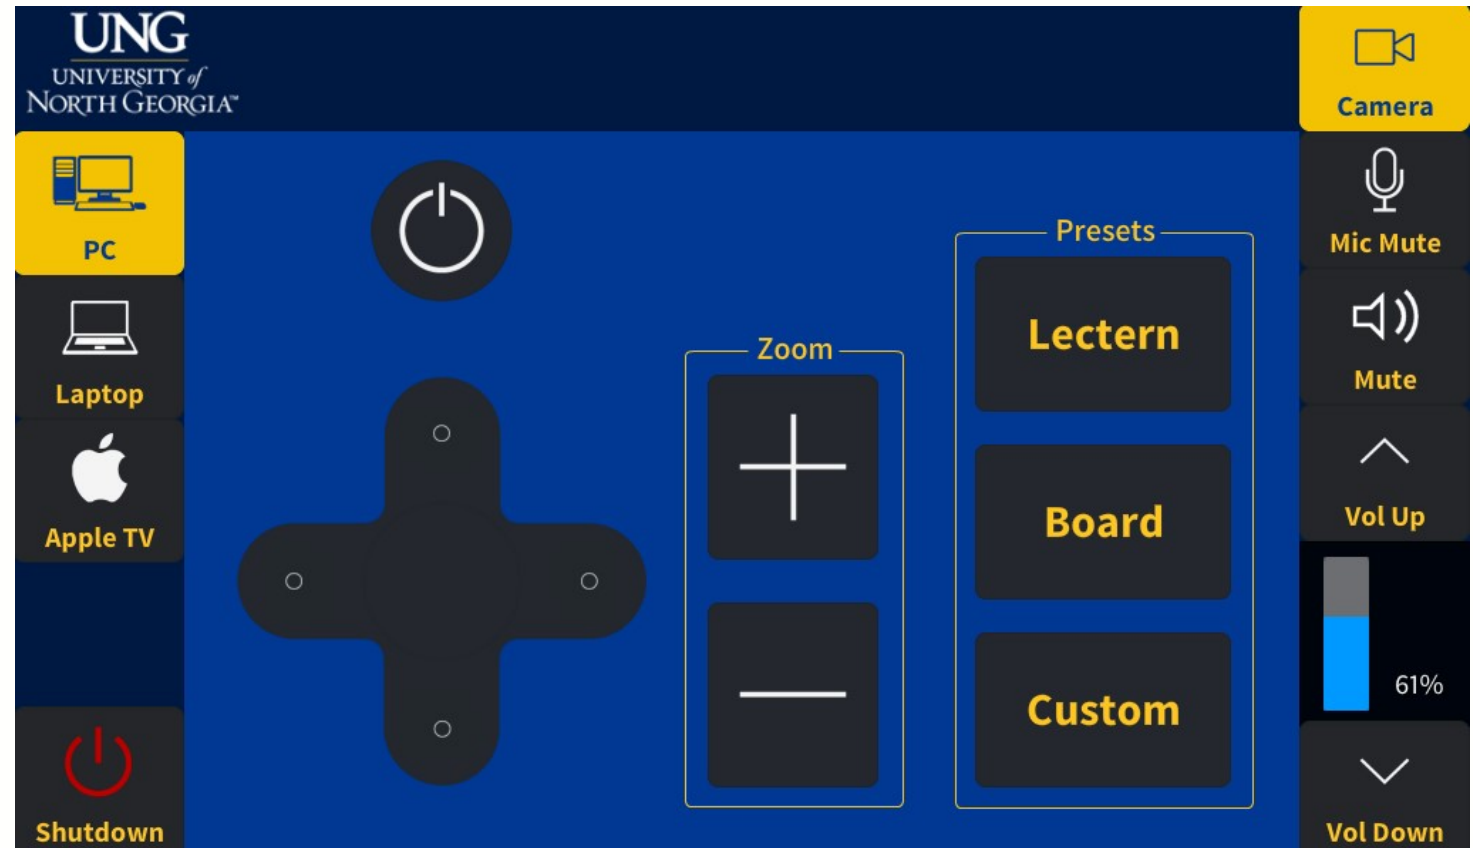 UNG
UNIVERSITY of
NORTH GEORGIA™
Camera
PC
Laptop
Apple TV
Shutdown
Zoom
Presets
Lectern
Board
Custom
Mic Mute
Mute
Vol Up
61%
Vol Down